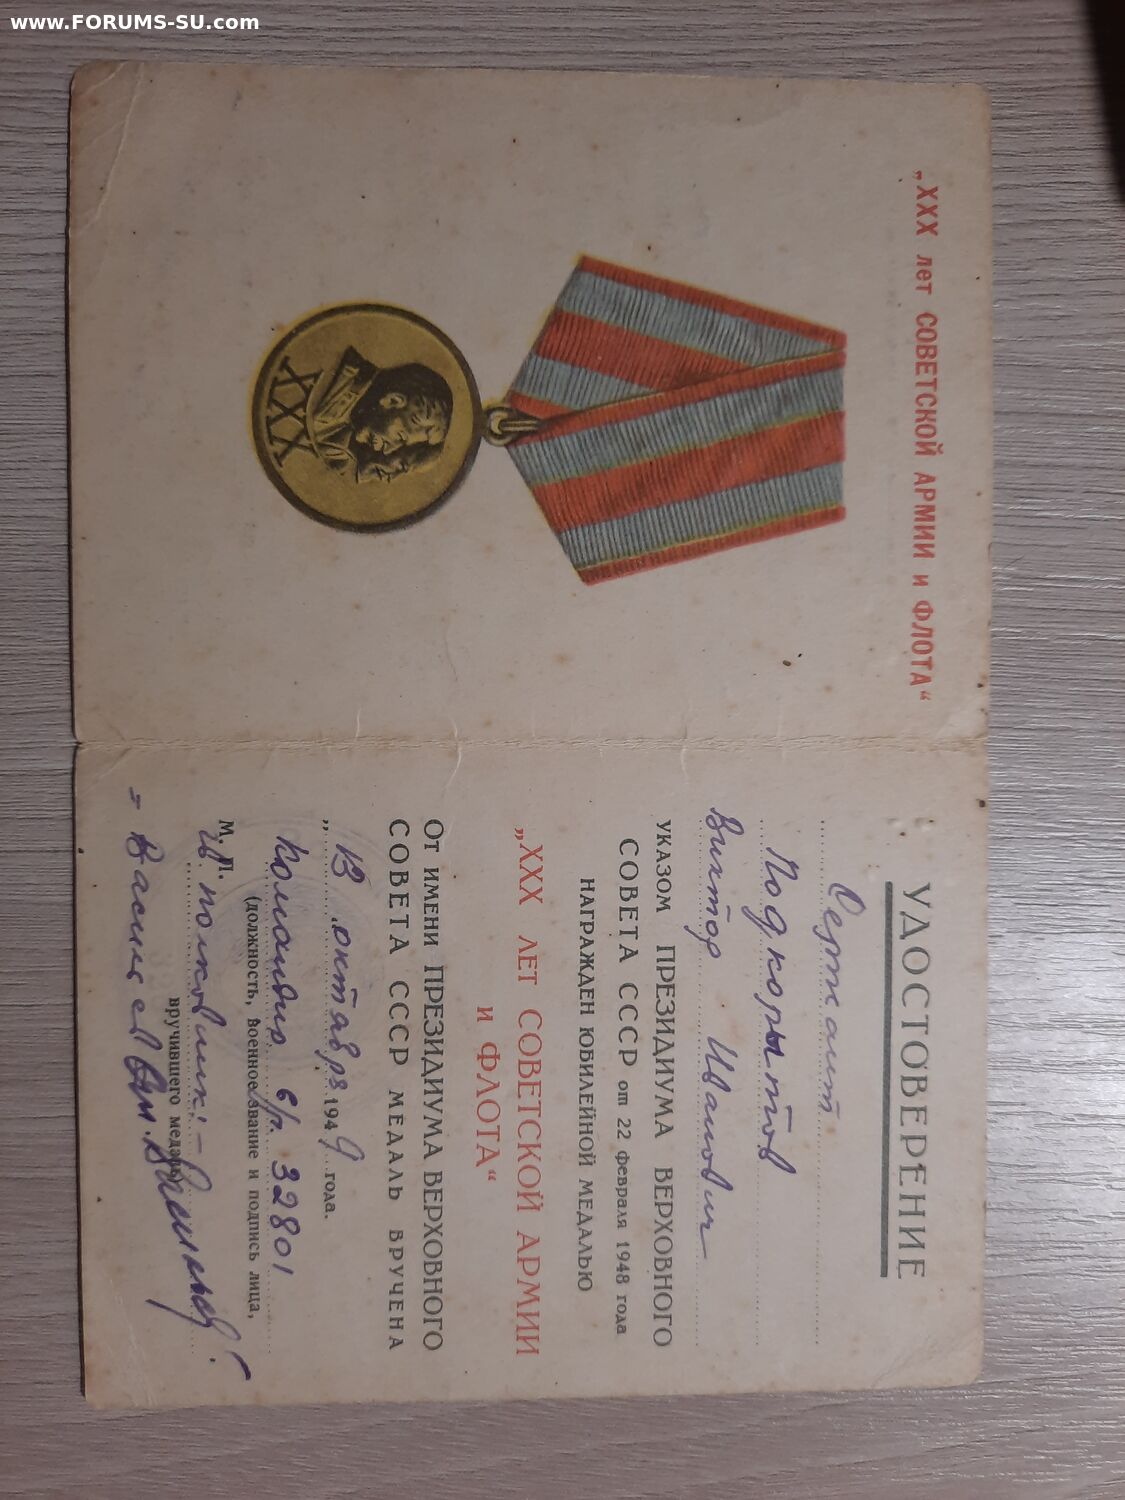 www.FORUMS-SU.com
„XXX лет СОВЕТСКОЙ АРМИИ и ФЛОТА“
XXX
УДОСТОВЕРЕНИЕ
Сержант
Подкорытов
Виктор Иванович
УКАЗОМ ПРЕЗИДИУМА ВЕРХОВНОГО
СОВЕТА СССР от 22 февраля 1948 года
НАГРАЖДЕН ЮБИЛЕЙНОЙ МЕДАЛЬЮ
„XXX ЛЕТ СОВЕТСКОЙ АРМИИ
И ФЛОТА“
ОТ ИМЕНИ ПРЕЗИДИУМА ВЕРХОВНОГО
СОВЕТА СССР МЕДАЛЬ ВРУЧЕНА
„ 13 октября 1949 года.
Командир в/ч 32801
(должность, военное звание и подпись лица,
М. П. полковник: —
вручившего медаль)
= Васильев